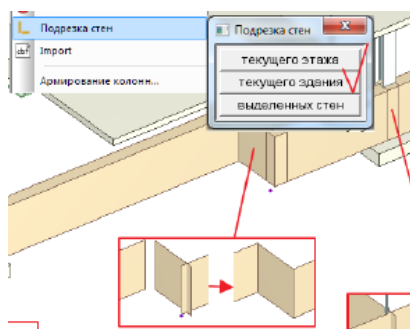 Подрезка стен
Import
Армирование колонн...
Подрезка стен
текущего этажа
текущего здания
выделенных стен